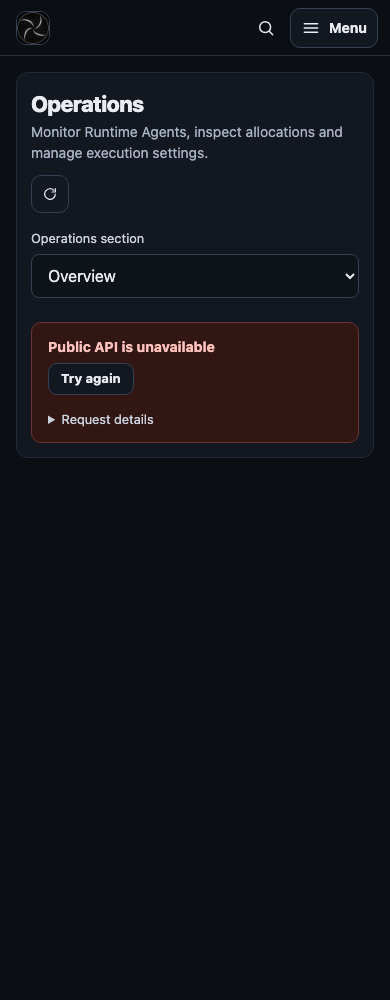 Menu
Operations
Monitor Runtime Agents, inspect allocations and
manage execution settings.
Operations section
Overview
Public API is unavailable
Try again
Request details